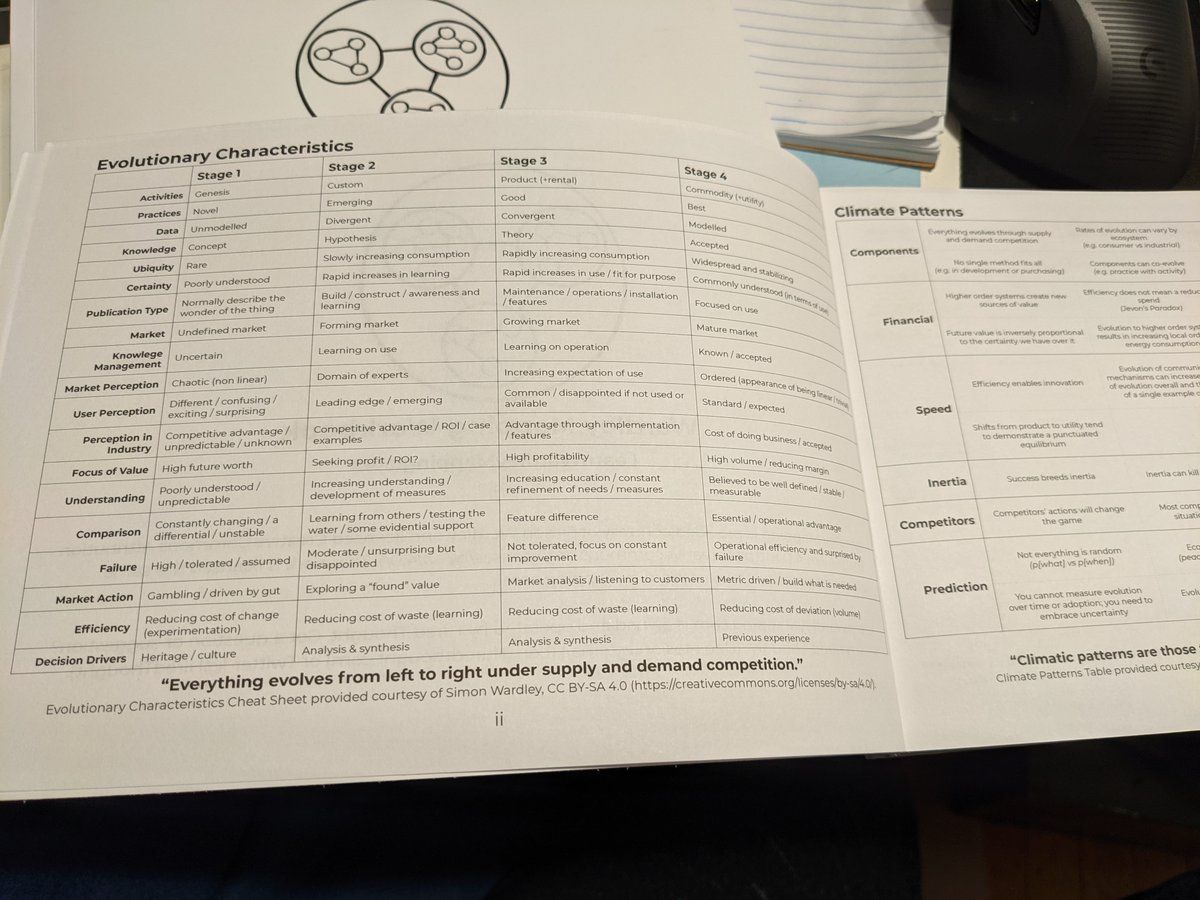 Evolutionary Characteristics
Stage 1 Stage 2 Stage 3 Stage 4
Activities Genesis Custom Product (+rental) Commodity (+utility)
Practices Novel Emerging Good Best
Data Unmodelled Divergent Convergent Modelled
Knowledge Concept Hypothesis Theory Accepted
Ubiquity Rare Slowly increasing consumption Rapidly increasing consumption Widespread and stabilizing
Certainty Poorly understood Rapid increases in learning Rapid increases in use / fit for purpose Commonly understood (in terms of use)
Publication Type Normally describe the Build / construct / awareness and Maintenance / operations / installation Focused on use
wonder of the thing learning / features
Market Undefined market Forming market Growing market Mature market
Knowlege Uncertain Learning on use Learning on operation Known / accepted
Management
Market Perception Chaotic (non linear) Domain of experts Increasing expectation of use Ordered (appearance of being linear / trivial)
User Perception Different / confusing / Leading edge / emerging Common / disappointed if not used or Standard / expected
exciting / surprising available
Perception in Competitive advantage / Competitive advantage / ROI / case Advantage through implementation Cost of doing business / accepted
Industry unpredictable / unknown examples / features
Focus of Value High future worth Seeking profit / ROI? High profitability High volume / reducing margin
Understanding Poorly understood / Increasing understanding / Increasing education / constant Believed to be well defined / stable /
unpredictable development of measures refinement of needs / measures measurable
Comparison Constantly changing / a Learning from others / testing the Feature difference Essential / operational advantage
differential / unstable water / some evidential support
Failure High / tolerated / assumed Moderate / unsurprising but Not tolerated, focus on constant Operational efficiency and surprised by
disappointed improvement failure
Market Action Gambling / driven by gut Exploring a "found" value Market analysis / listening to customers Metric driven / build what is needed
Efficiency Reducing cost of change Reducing cost of waste (learning) Reducing cost of waste (learning) Reducing cost of deviation (volume)
(experimentation)
Decision Drivers Heritage / culture Analysis & synthesis Analysis & synthesis Previous experience
"Everything evolves from left to right under supply and demand competition."
Evolutionary Characteristics Cheat Sheet provided courtesy of Simon Wardley, CC BY-SA 4.0 (https://creativecommons.org/licenses/by-sa/4.0/).
ii
Climate Patterns
Components
Everything evolves through supply Rates of evolution can vary by
and demand competition ecosystem
(e.g. consumer vs industrial)
No single method fits all Components can co-evolve
(e.g. in development or purchasing) (e.g. practice with activity)
Financial
Higher order systems create new Efficiency does not mean a reduc
sources of value spend
(Jevon's Paradox)
Future value is inversely proportional Evolution to higher order sys
to the certainty we have over it results in increasing local ord
energy consumption
Speed
Efficiency enables innovation Evolution of communi
mechanisms can increase
of evolution overall and t
of a single example o
Shifts from product to utility tend
to demonstrate a punctuated
equilibrium
Inertia Success breeds inertia Inertia can kill
Competitors Competitors' actions will change Most comp
the game situatio
Prediction
Not everything is random Eco
(p[what] vs p[when]) (peac
You cannot measure evolution Evolu
over time or adoption; you need to
embrace uncertainty
"Climatic patterns are those
Climate Patterns Table provided courtesy